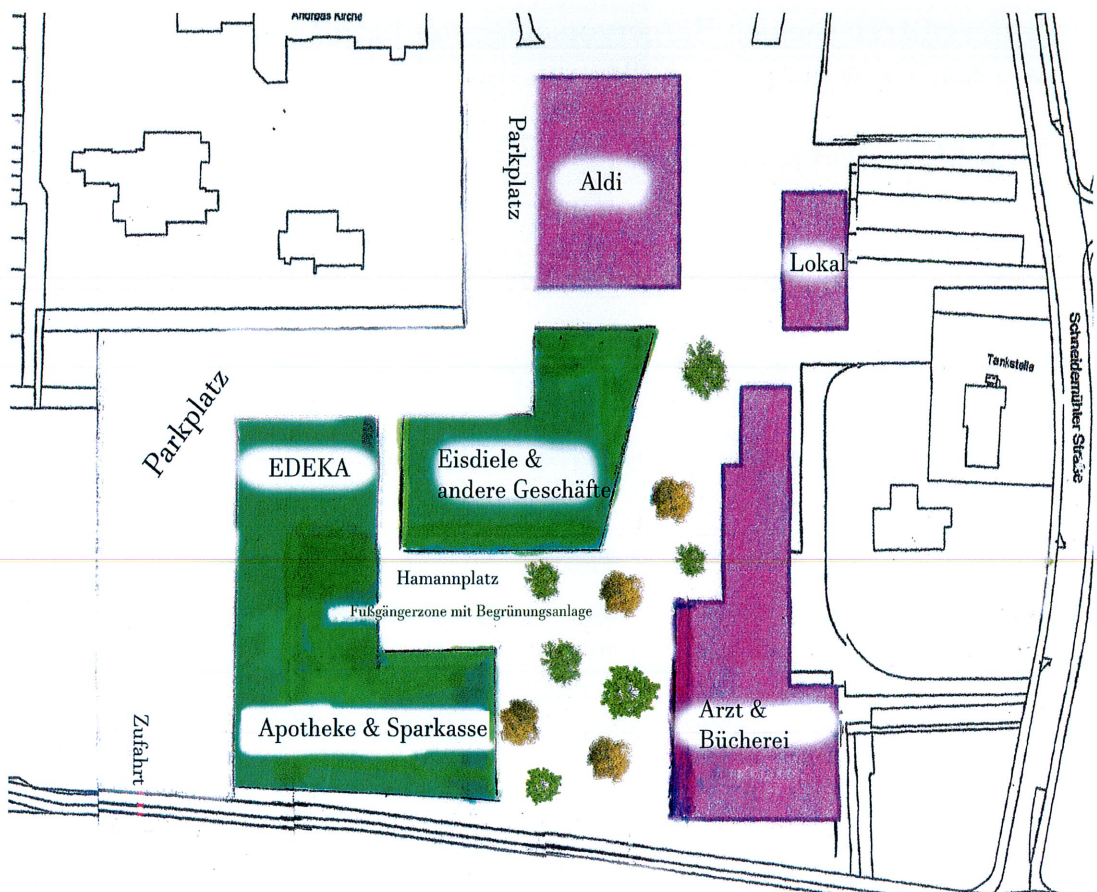 Andreas Kirche
Parkplatz
Aldi
Lokal
Schneidemühler Straße
Tankstelle
Parkplatz
EDEKA
Eisdiele &
andere Geschäfte
Hamannplatz
Fußgängerzone mit Begrünungsanlage
Arzt &
Bücherei
Apotheke & Sparkasse
Zufahrt